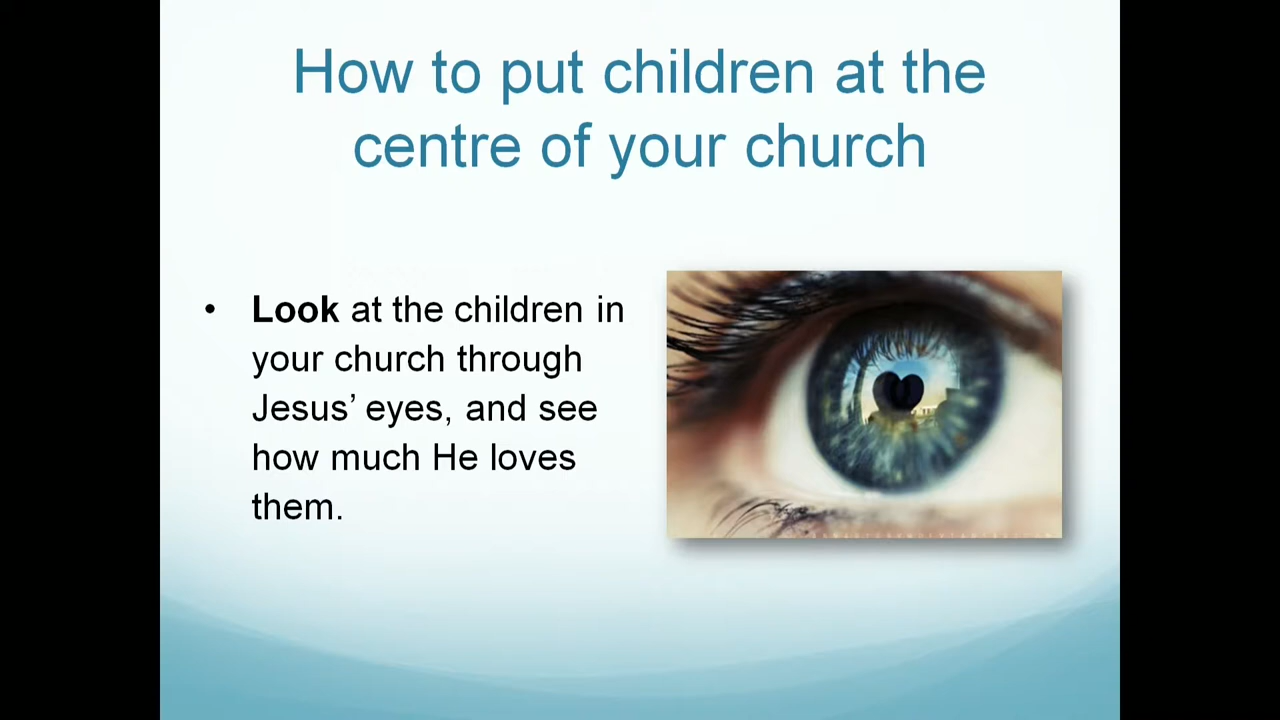 How to put children at the
centre of your church
• Look at the children in
your church through
Jesus’ eyes, and see
how much He loves
them.